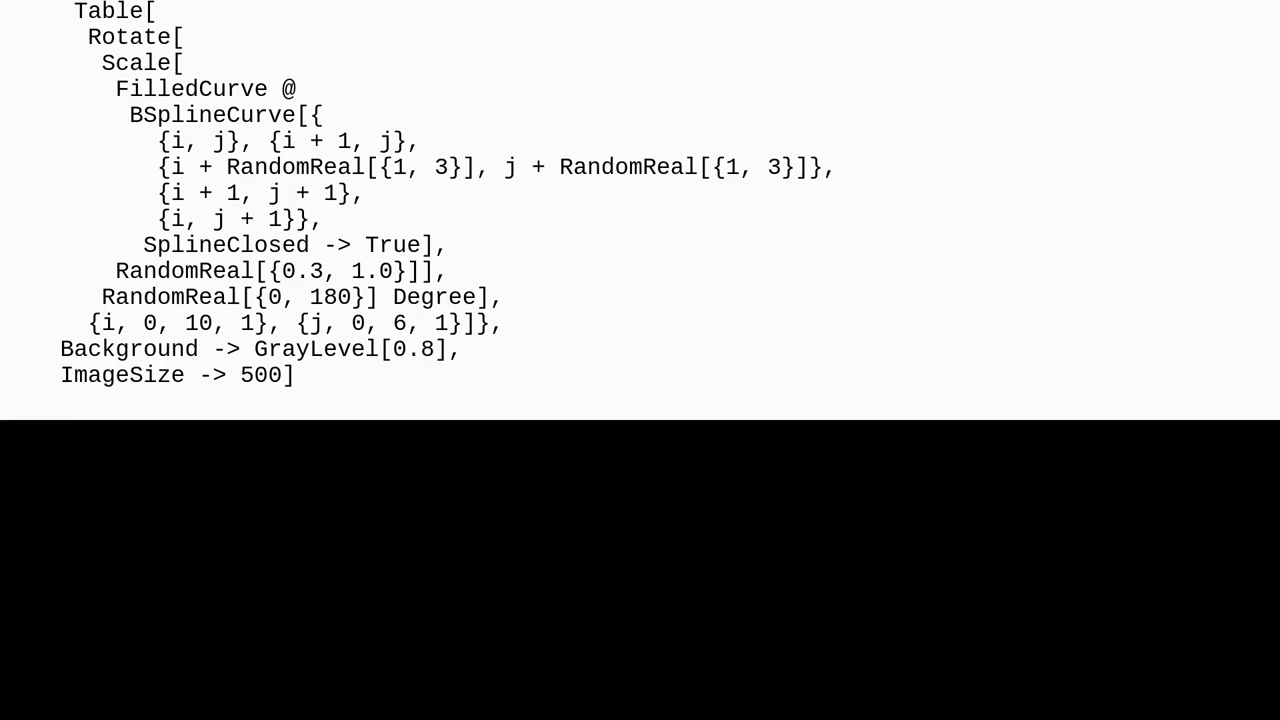 Table[
Rotate[
Scale[
FilledCurve @
BSplineCurve[{
{i, j}, {i + 1, j},
{i + RandomReal[{1, 3}], j + RandomReal[{1, 3}]},
{i + 1, j + 1},
{i, j + 1}},
SplineClosed -> True],
RandomReal[{0.3, 1.0}]],
RandomReal[{0, 180}] Degree],
{i, 0, 10, 1}, {j, 0, 6, 1}]},
Background -> GrayLevel[0.8],
ImageSize -> 500]